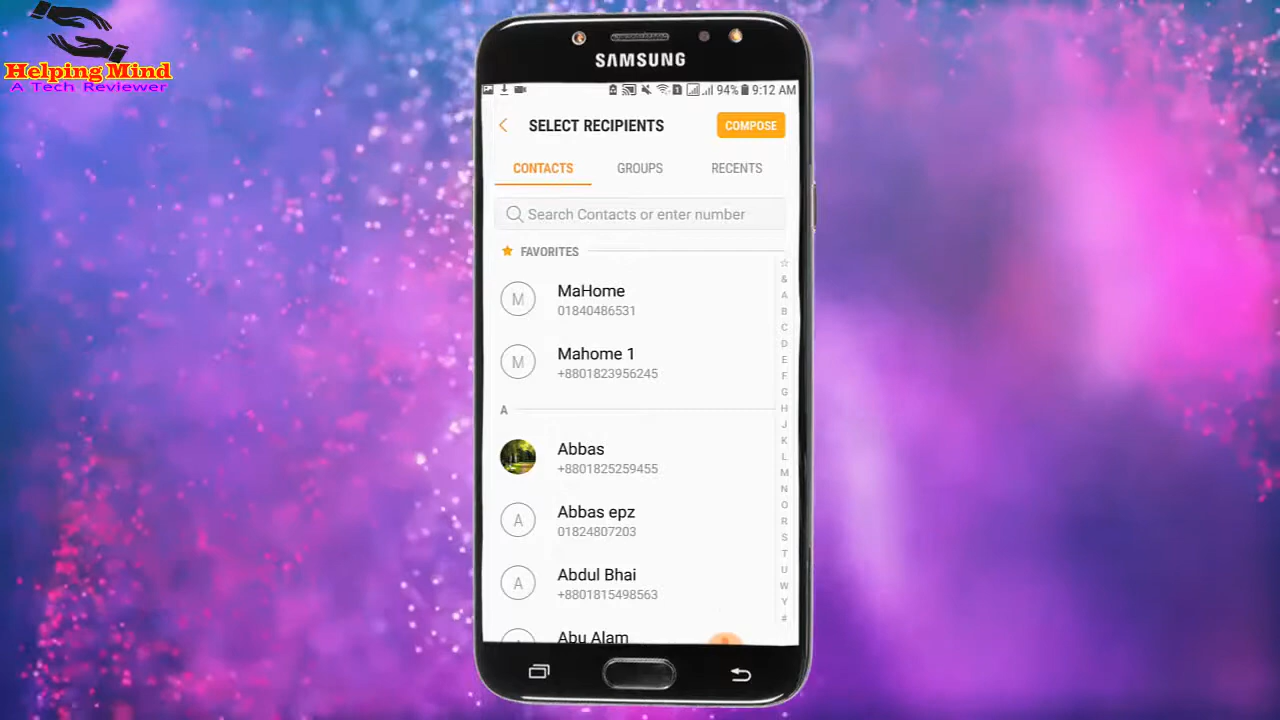 Helping Mind
A Tech Reviewer
SAMSUNG
94% 9:12 AM
SELECT RECIPIENTS
COMPOSE
CONTACTS GROUPS RECENTS
Search Contacts or enter number
FAVORITES
M
MaHome
01840486531
M
Mahome 1
+8801823956245
A
Abbas
+8801825259455
A
Abbas epz
01824807203
A
Abdul Bhai
+8801815498563
Abu Alam
&
A
B
C
D
E
F
G
H
J
K
L
M
N
O
R
S
T
U
W
Y
#